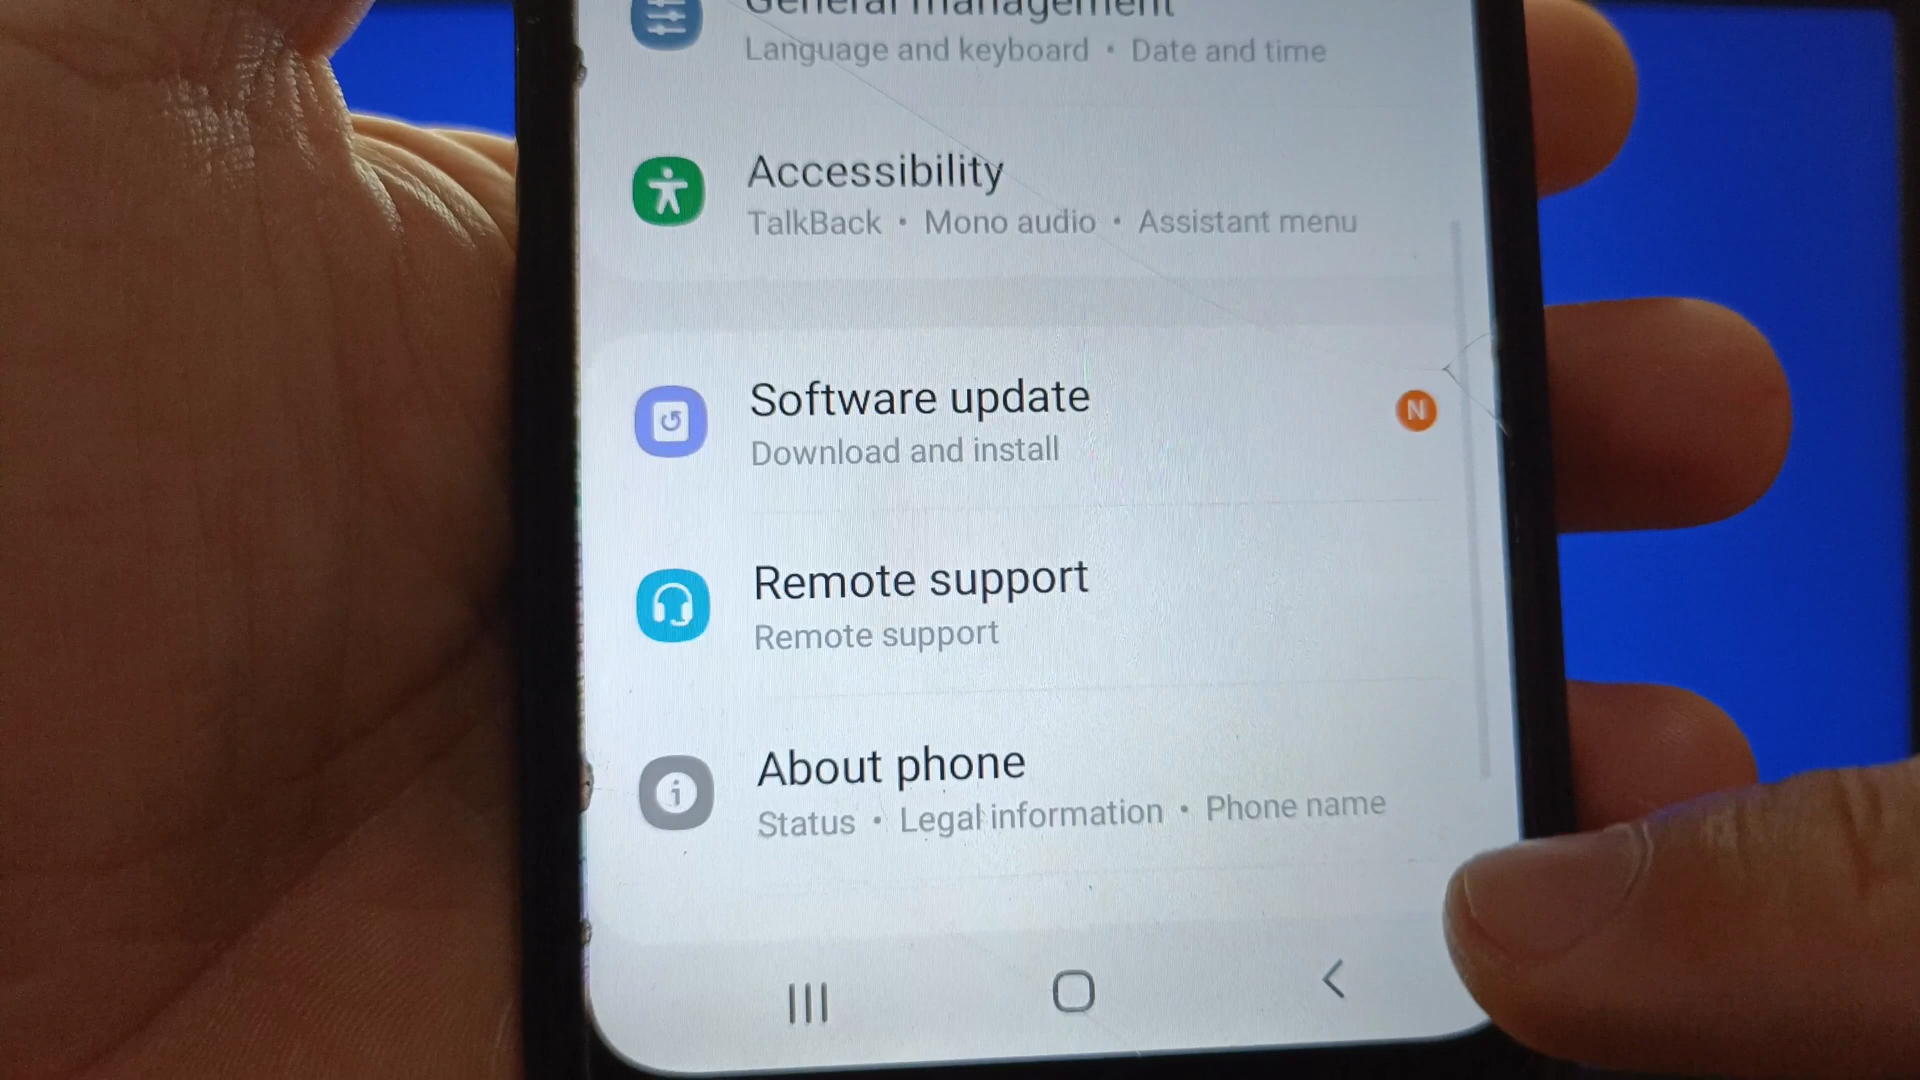 General management
Language and keyboard • Date and time
Accessibility
TalkBack • Mono audio • Assistant menu
Software update
N
Download and install
Remote support
Remote support
About phone
Status • Legal information • Phone name